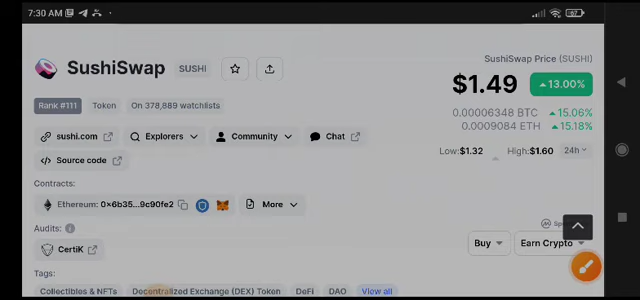 7:30 AM
67
SushiSwap SUSHI
SushiSwap Price (SUSHI)
$1.49 13.00%
Rank #111 Token On 378,889 watchlists
0.00006348 BTC 15.06%
0.0009084 ETH 15.18%
sushi.com Explorers Community Chat
Low:$1.32 High:$1.60 24h
Source code
Contracts:
Ethereum: 0x6b35...9c90fe2 More
Audits:
CertiK
Buy Earn Crypto
Tags:
Collectibles & NFTs Decentralized Exchange (DEX) Token DeFi DAO View all